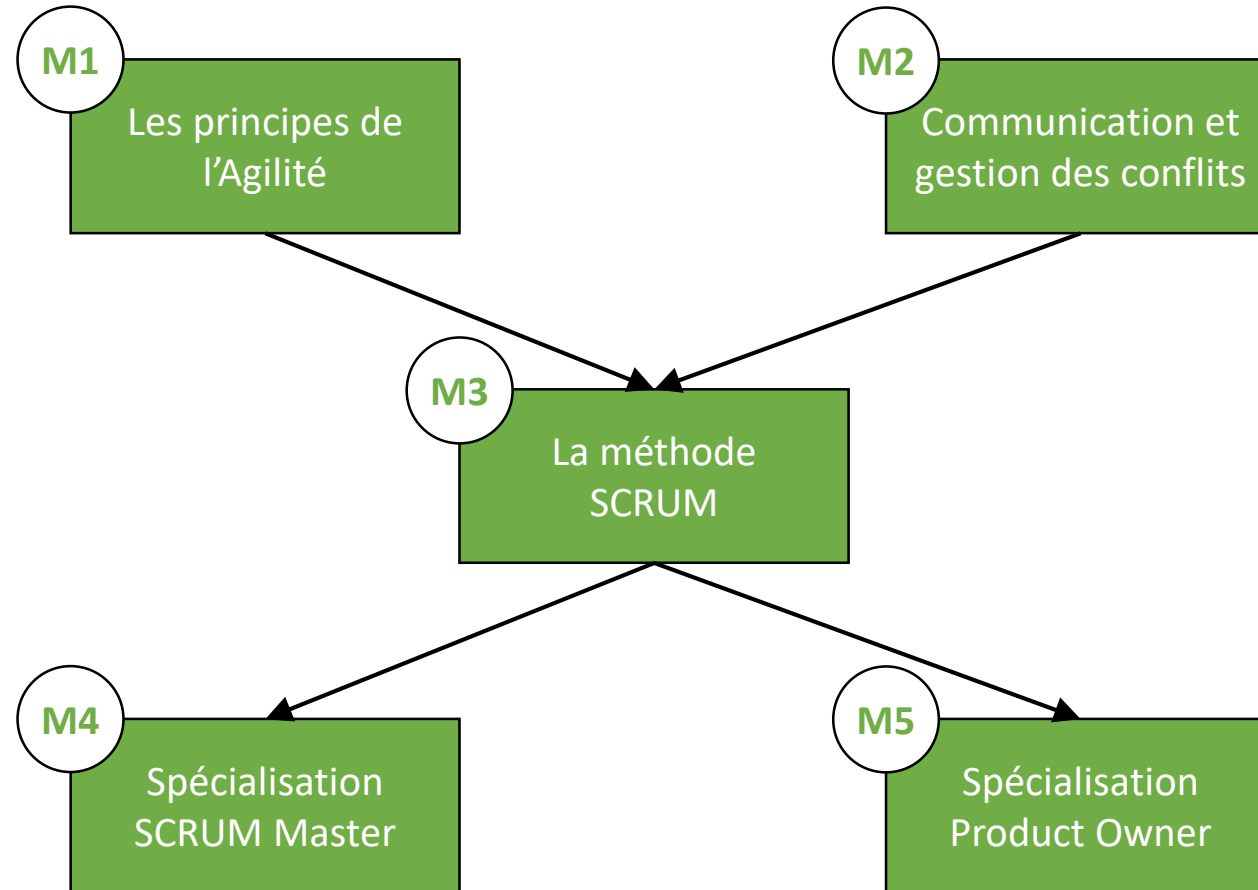 M1
Les principes de
l’Agilité
M2
Communication et
gestion des conflits
M3
La méthode
SCRUM
M4
Spécialisation
SCRUM Master
M5
Spécialisation
Product Owner